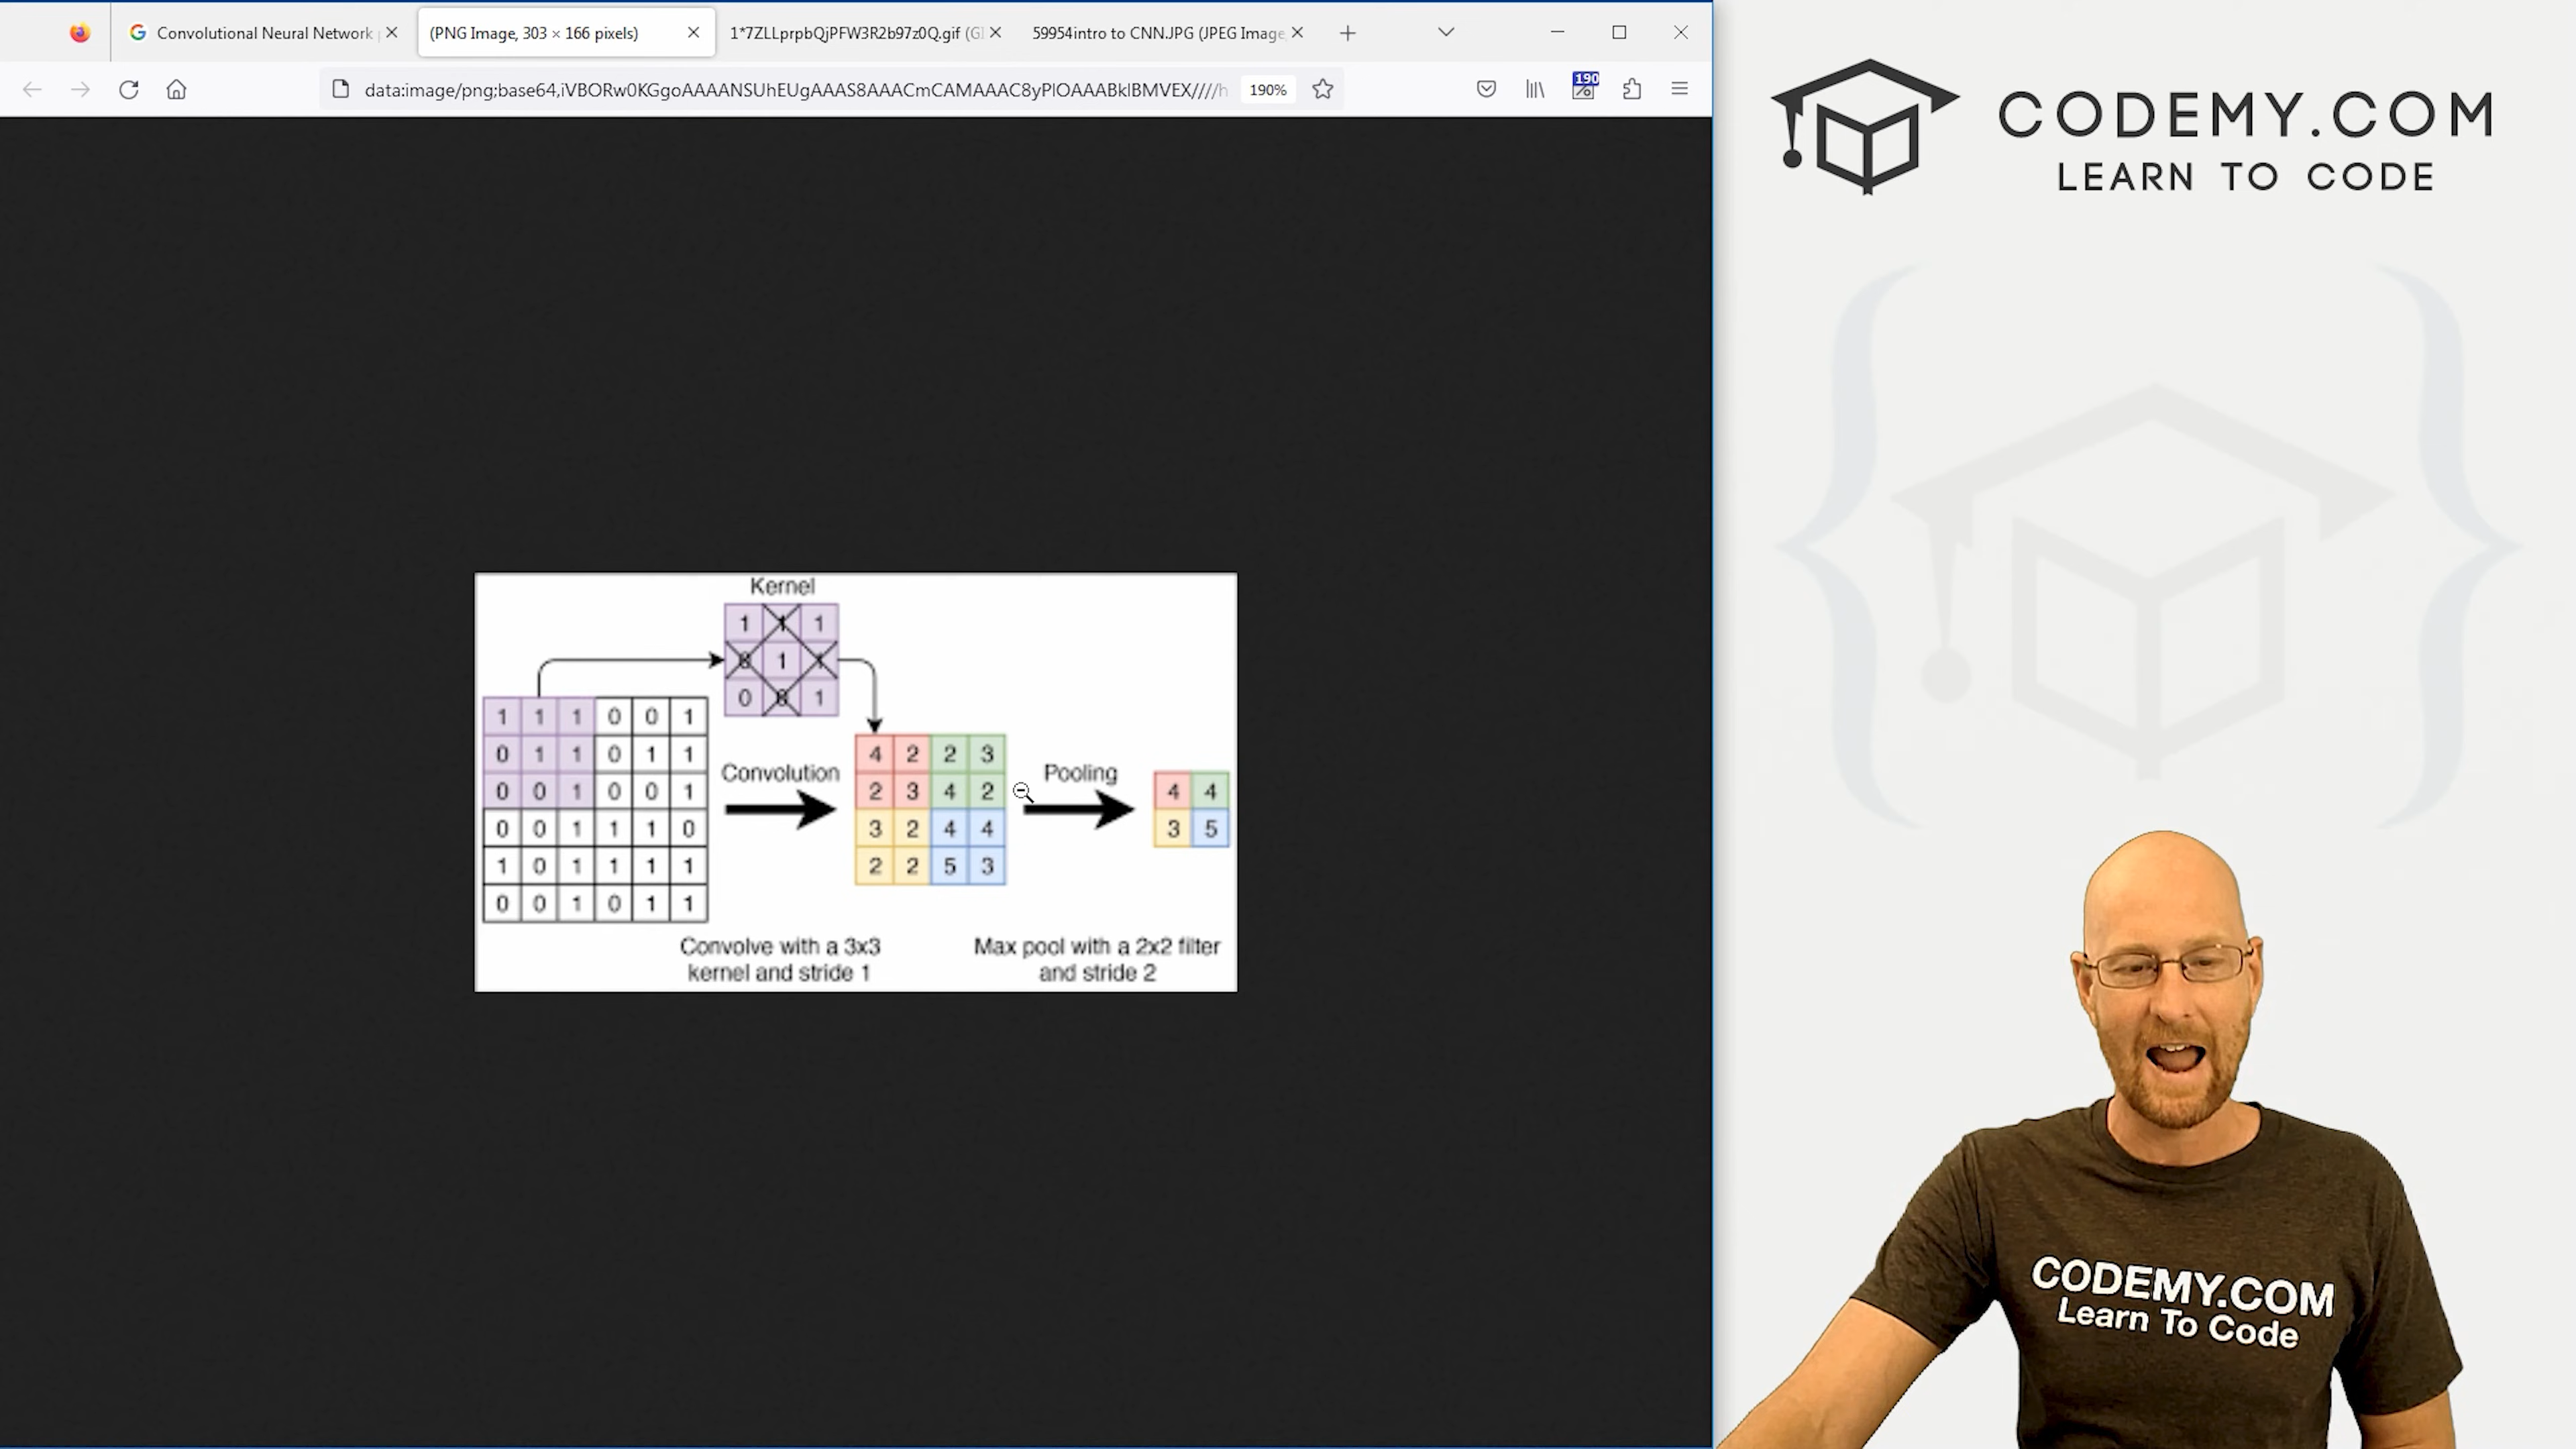 Convolutional Neural Network
(PNG Image, 303 × 166 pixels)
1*7ZLLprpbQjPFW3R2b97z0Q.gif (GI
59954intro to CNN.JPG (JPEG Image
data:image/png;base64,iVBORw0KGgoAAAANSUhEUgAAAS8AAACmCAMAAAC8yPlOAAABklBMVEX////h
190%
190
CODEMY.COM
LEARN TO CODE
Kernel
1 1 1
0 1 1
0 0 1
1 1 1 0 0 1
0 1 1 0 1 1
0 0 1 0 0 1
0 0 1 1 1 0
1 0 1 1 1 1
0 0 1 0 1 1
Convolution
4 2 2 3
2 3 4 2
3 2 4 4
2 2 5 3
Pooling
4 4
3 5
Convolve with a 3x3
kernel and stride 1
Max pool with a 2x2 filter
and stride 2
CODEMY.COM
Learn To Code